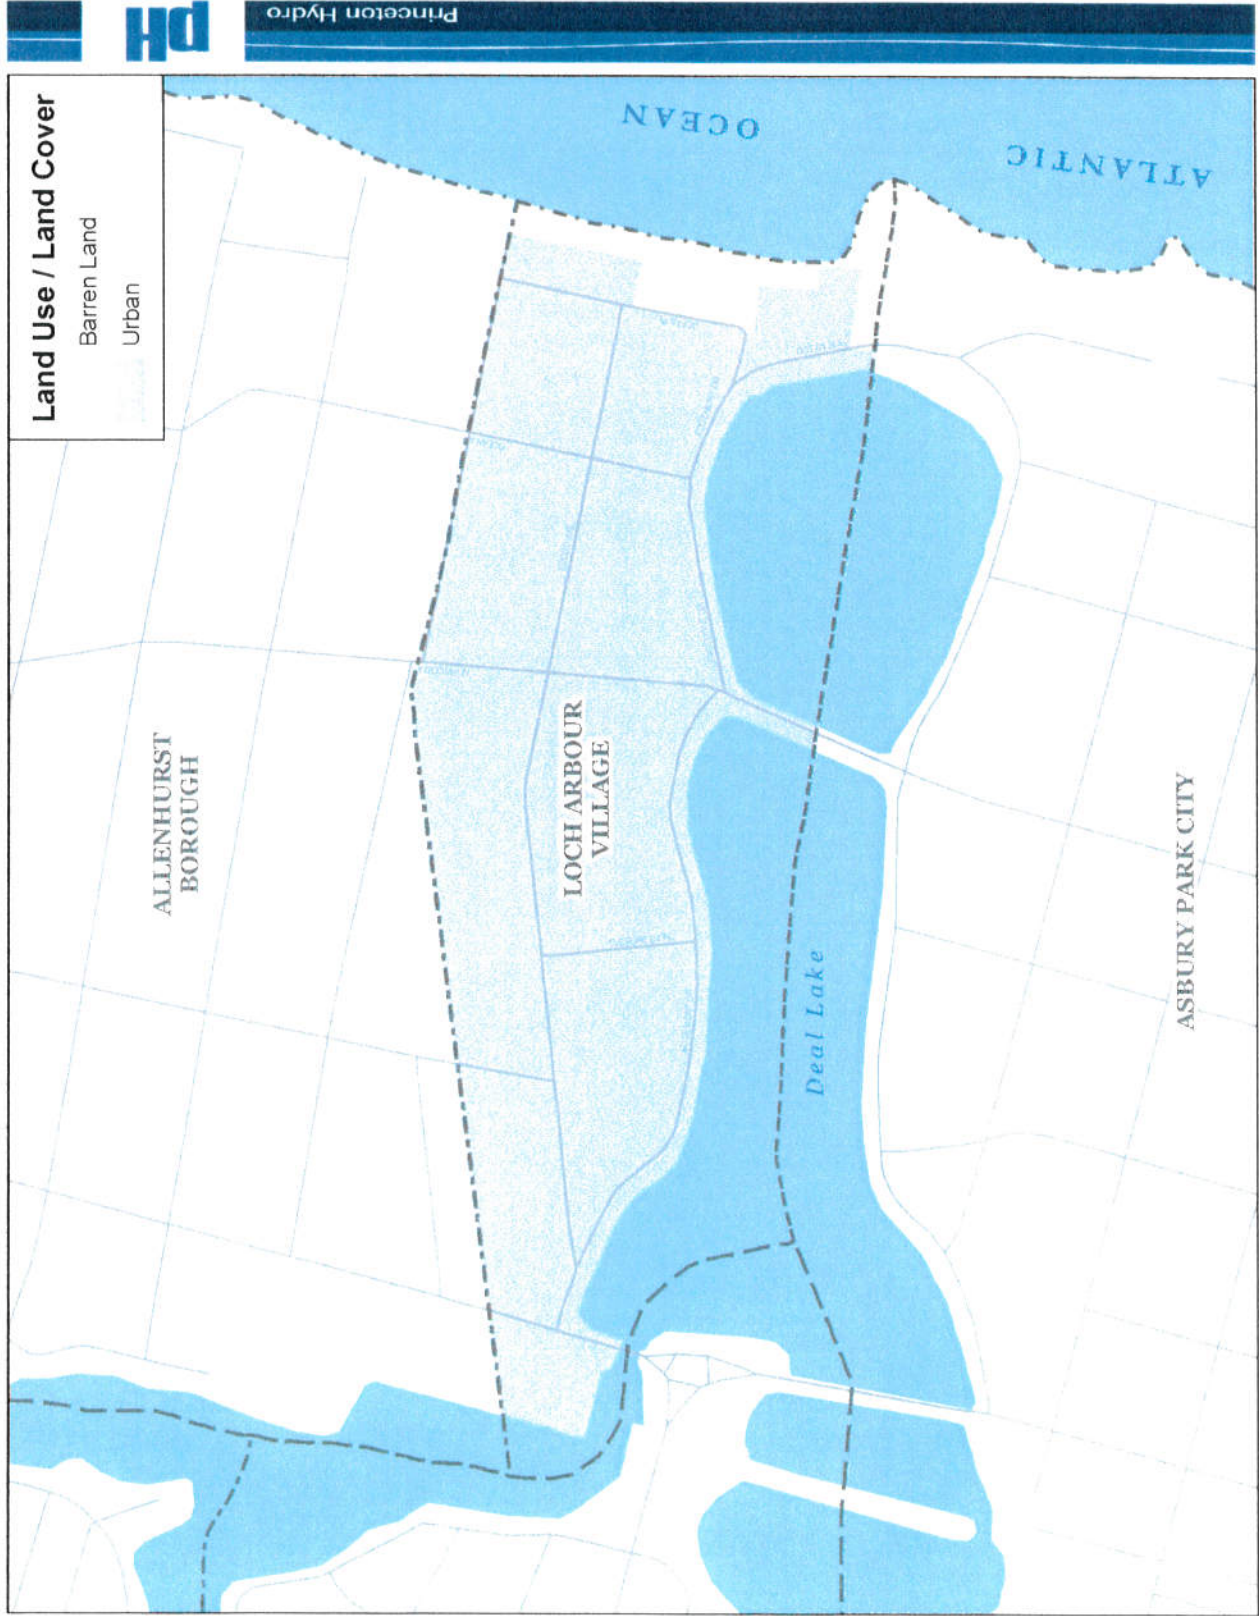 Princeton Hydro
pH
Land Use / Land Cover
Barren Land
Urban
ATLANTIC
OCEAN
ALLENHURST
BOROUGH
LOCH ARBOUR
VILLAGE
Deal Lake
ASBURY PARK CITY